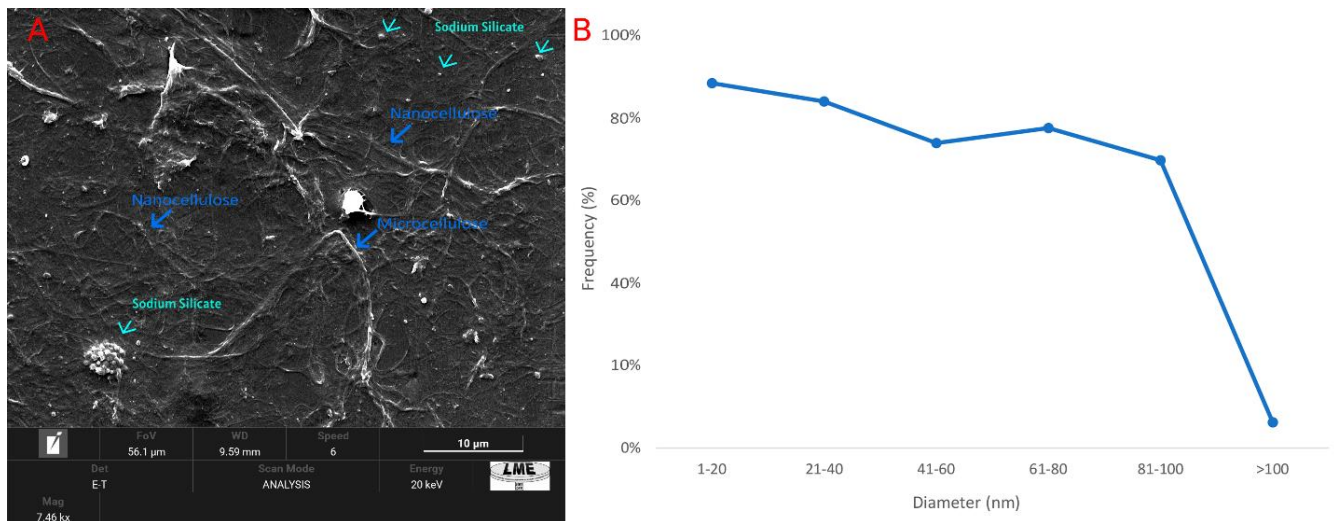 A
Sodium Silicate
Nanocellulose
Nanocellulose
Microcellulose
Sodium Silicate
FoV
56.1 µm
WD
9.59 mm
Speed
6
10 µm
Det
E-T
Scan Mode
ANALYSIS
Energy
20 keV
LME
Mag
7.46 kx
B
100%
80%
60%
40%
10%
0%
Frequency (%)
1-20
21-40
41-60
61-80
81-100
>100
Diameter (nm)